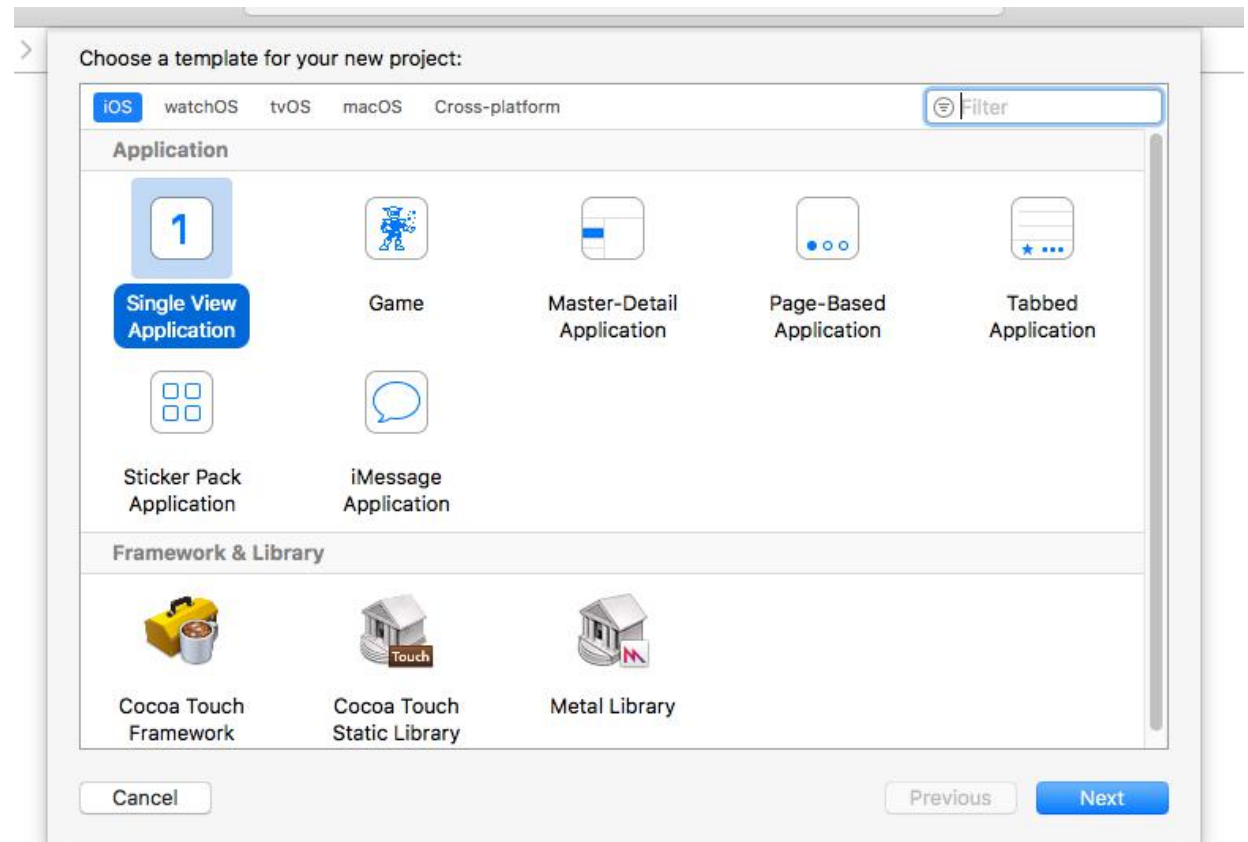 Choose a template for your new project:
iOS watchOS tvOS macOS Cross-platform Filter
Application
1
Single View Game Master-Detail Page-Based Tabbed
Application Application Application Application
Sticker Pack iMessage
Application Application
Framework & Library
Touch
Cocoa Touch Cocoa Touch Metal Library
Framework Static Library
Cancel Previous Next